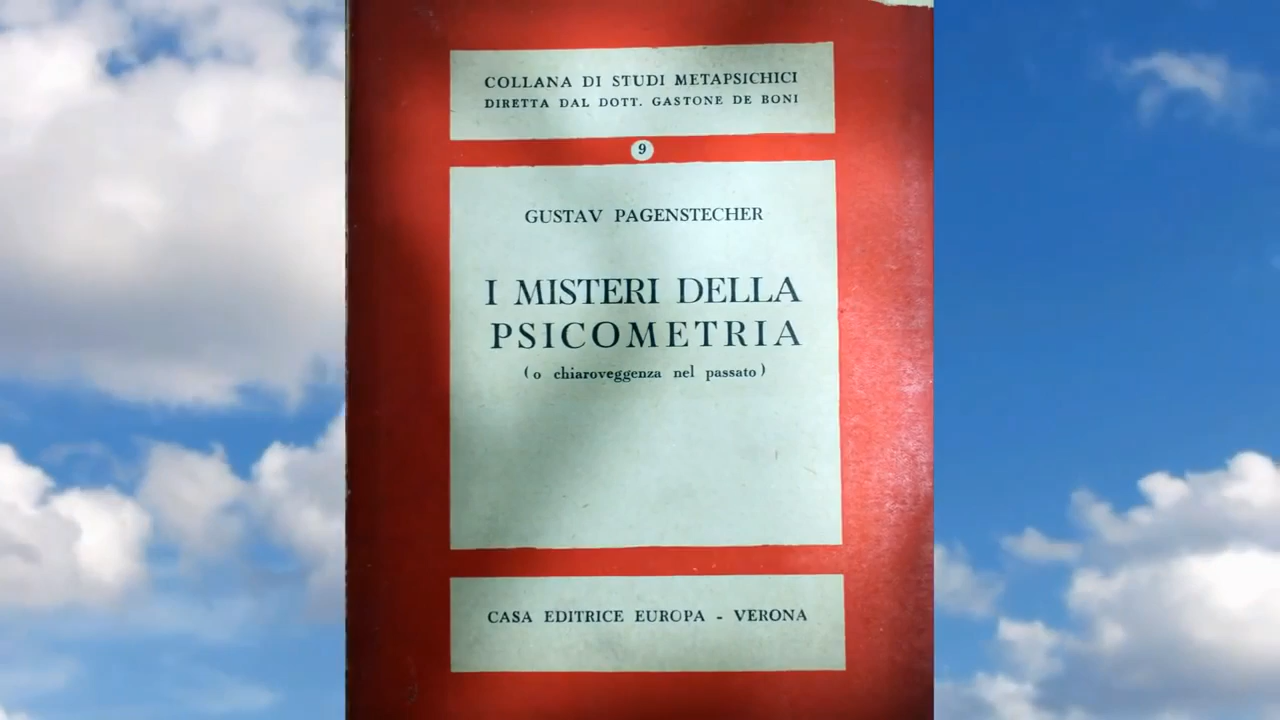 COLLANA DI STUDI METAPSICHICI
DIRETTA DAL DOTT. GASTONE DE BONI
9
GUSTAV PAGENSTECHER
I MISTERI DELLA
PSICOMETRIA
(o chiaroveggenza nel passato)
CASA EDITRICE EUROPA - VERONA